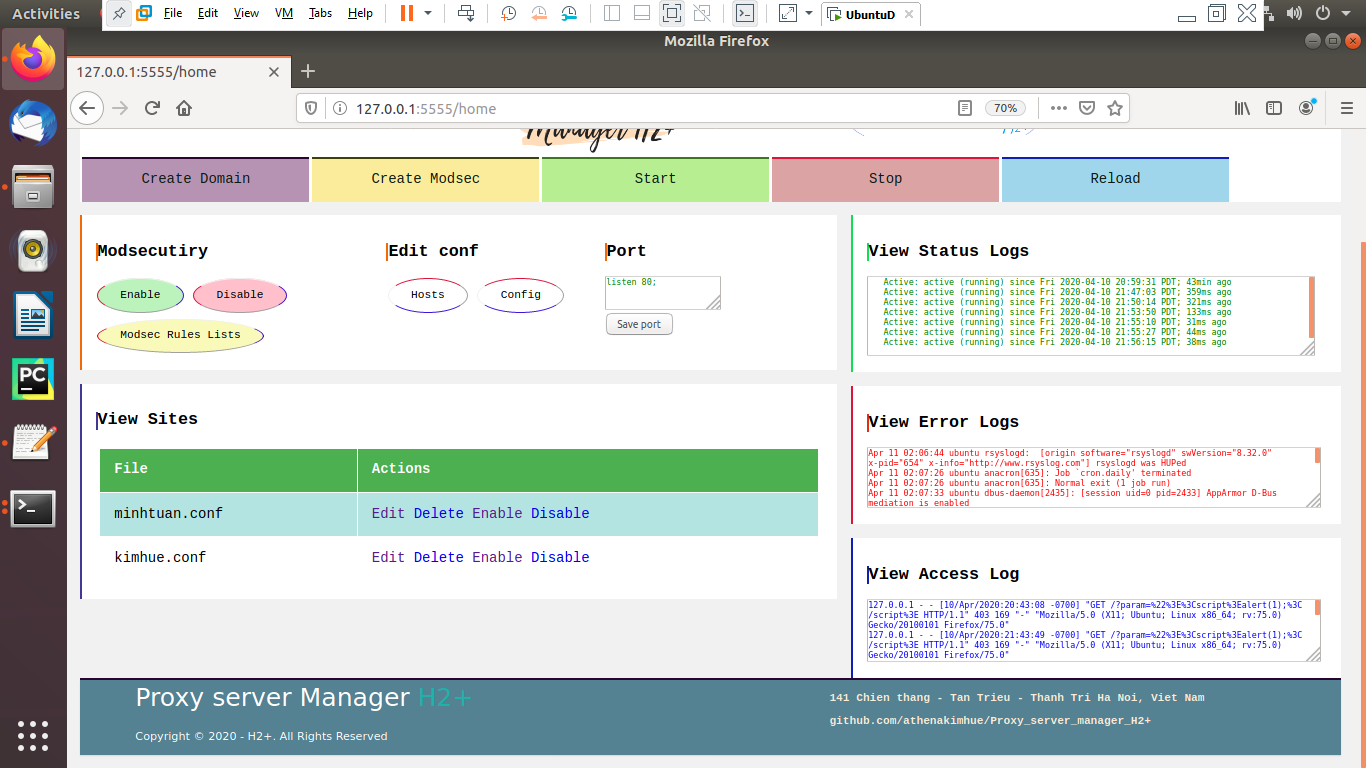 Activities
File Edit View VM Tabs Help
UbuntuD
Mozilla Firefox
127.0.0.1:5555/home
127.0.0.1:5555/home
70%
Manager H2+
H2+
Create Domain
Create Modsec
Start
Stop
Reload
Modsecutiry
Enable
Disable
Modsec Rules Lists
Edit conf
Hosts
Config
Port
listen 80;
Save port
View Status Logs
Active: active (running) since Fri 2020-04-10 20:59:31 PDT; 43min ago
Active: active (running) since Fri 2020-04-10 21:47:03 PDT; 359ms ago
Active: active (running) since Fri 2020-04-10 21:50:14 PDT; 321ms ago
Active: active (running) since Fri 2020-04-10 21:53:50 PDT; 133ms ago
Active: active (running) since Fri 2020-04-10 21:55:10 PDT; 31ms ago
Active: active (running) since Fri 2020-04-10 21:55:27 PDT; 44ms ago
Active: active (running) since Fri 2020-04-10 21:56:15 PDT; 38ms ago
View Sites
File Actions
minhtuan.conf Edit Delete Enable Disable
kimhue.conf Edit Delete Enable Disable
View Error Logs
Apr 11 02:06:44 ubuntu rsyslogd:  [origin software="rsyslogd" swVersion="8.32.0"
x-pid="654" x-info="http://www.rsyslog.com"] rsyslogd was HUPed
Apr 11 02:07:26 ubuntu anacron[635]: Job `cron.daily' terminated
Apr 11 02:07:26 ubuntu anacron[635]: Normal exit (1 job run)
Apr 11 02:07:33 ubuntu dbus-daemon[2435]: [session uid=0 pid=2433] AppArmor D-Bus
mediation is enabled
View Access Log
127.0.0.1 - - [10/Apr/2020:20:43:08 -0700] "GET /?param=%22%3E%3Cscript%3Ealert(1);%3C
/script%3E HTTP/1.1" 403 169 "-" "Mozilla/5.0 (X11; Ubuntu; Linux x86_64; rv:75.0)
Gecko/20100101 Firefox/75.0"
127.0.0.1 - - [10/Apr/2020:21:43:49 -0700] "GET /?param=%22%3E%3Cscript%3Ealert(1);%3C
/script%3E HTTP/1.1" 403 169 "-" "Mozilla/5.0 (X11; Ubuntu; Linux x86_64; rv:75.0)
Gecko/20100101 Firefox/75.0"
Proxy server Manager H2+
Copyright © 2020 - H2+. All Rights Reserved
141 Chien thang - Tan Trieu - Thanh Tri Ha Noi, Viet Nam
github.com/athenakimhue/Proxy_server_manager_H2+
PC